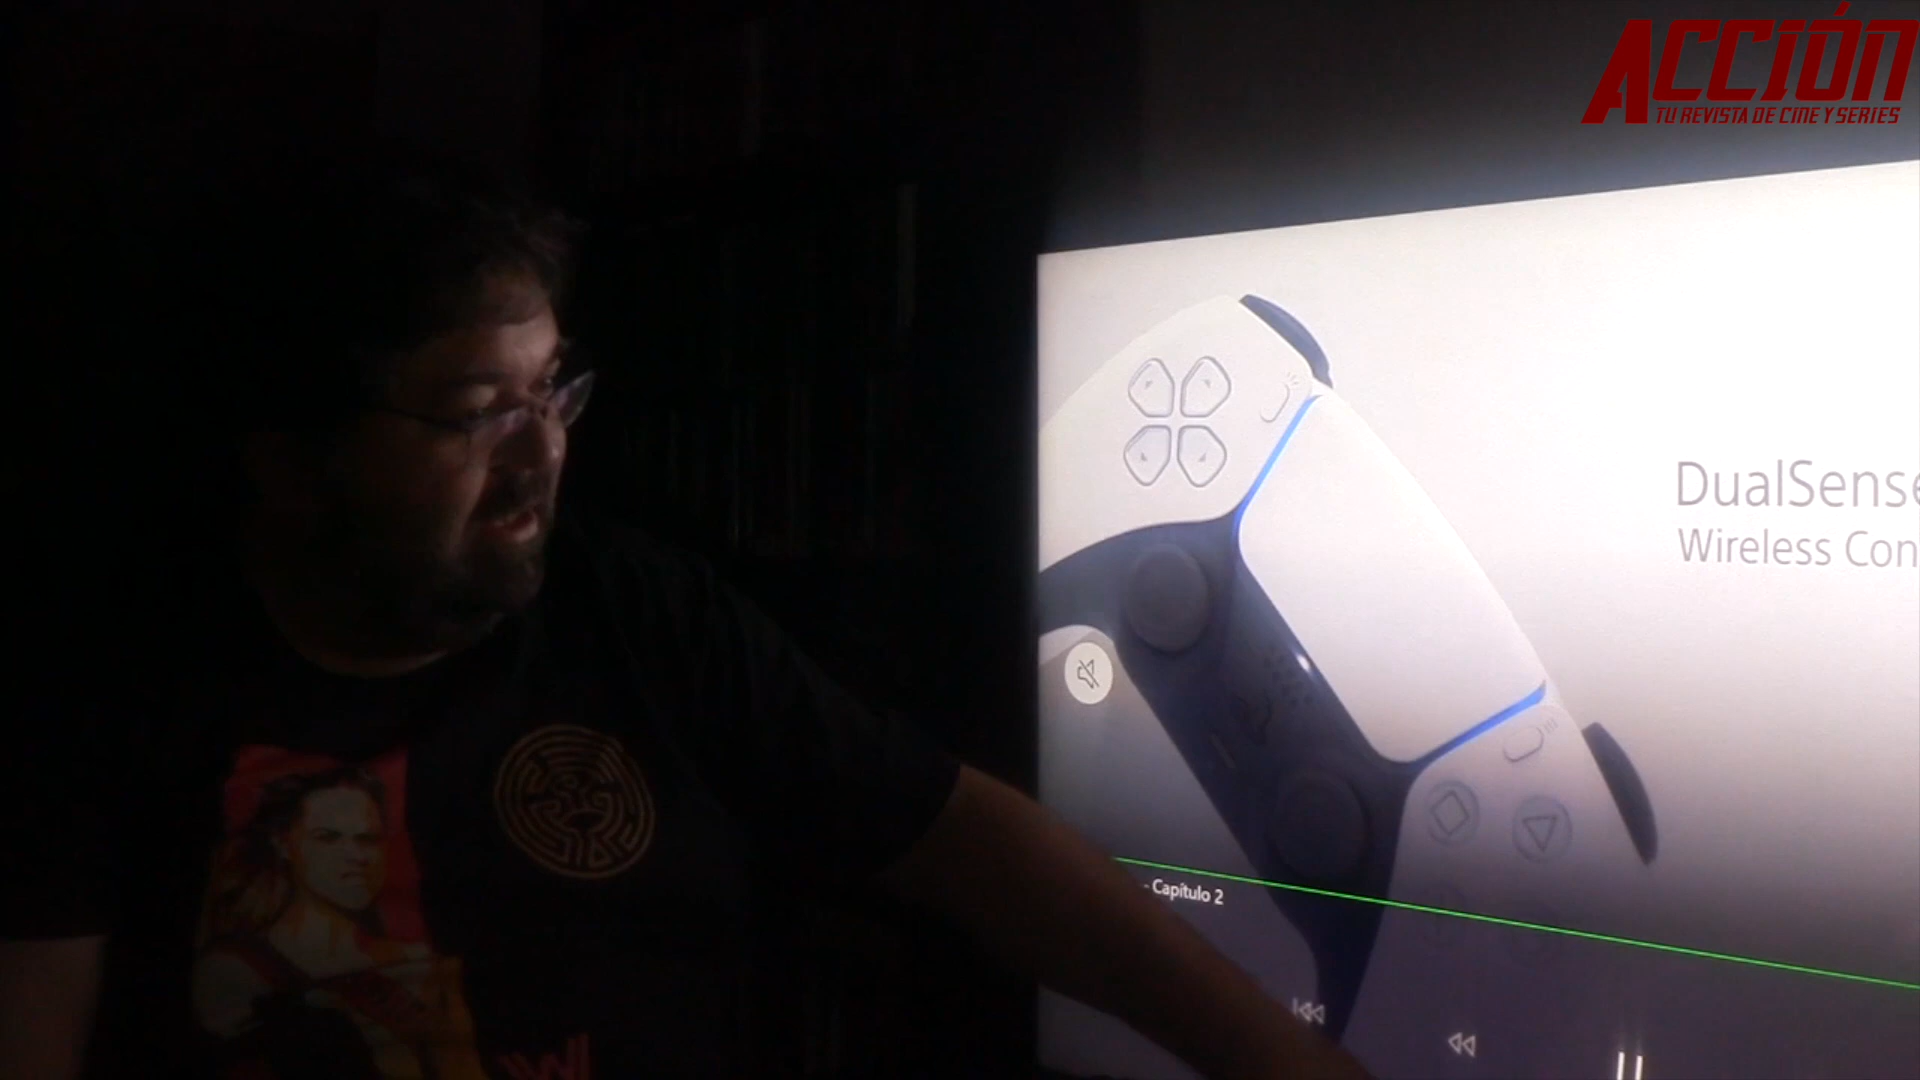 ACCIÓN
TU REVISTA DE CINE Y SERIES
DualSense
Wireless Con
- Capítulo 2
W